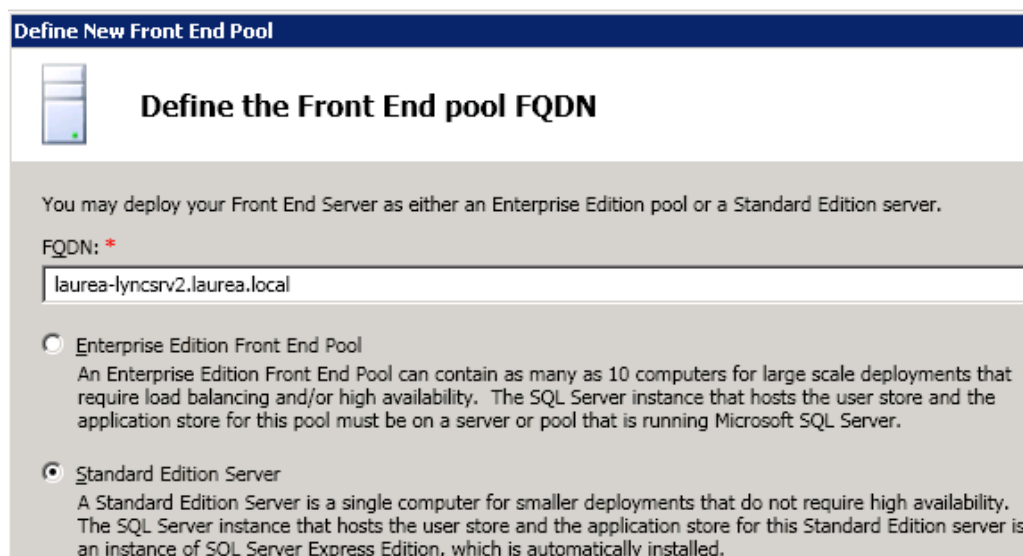 Define New Front End Pool
Define the Front End pool FQDN
You may deploy your Front End Server as either an Enterprise Edition pool or a Standard Edition server.
FQDN: *
laurea-lyncsrv2.laurea.local
Enterprise Edition Front End Pool
An Enterprise Edition Front End Pool can contain as many as 10 computers for large scale deployments that
require load balancing and/or high availability.  The SQL Server instance that hosts the user store and the
application store for this pool must be on a server or pool that is running Microsoft SQL Server.
Standard Edition Server
A Standard Edition Server is a single computer for smaller deployments that do not require high availability.
The SQL Server instance that hosts the user store and the application store for this Standard Edition server is
an instance of SQL Server Express Edition, which is automatically installed.